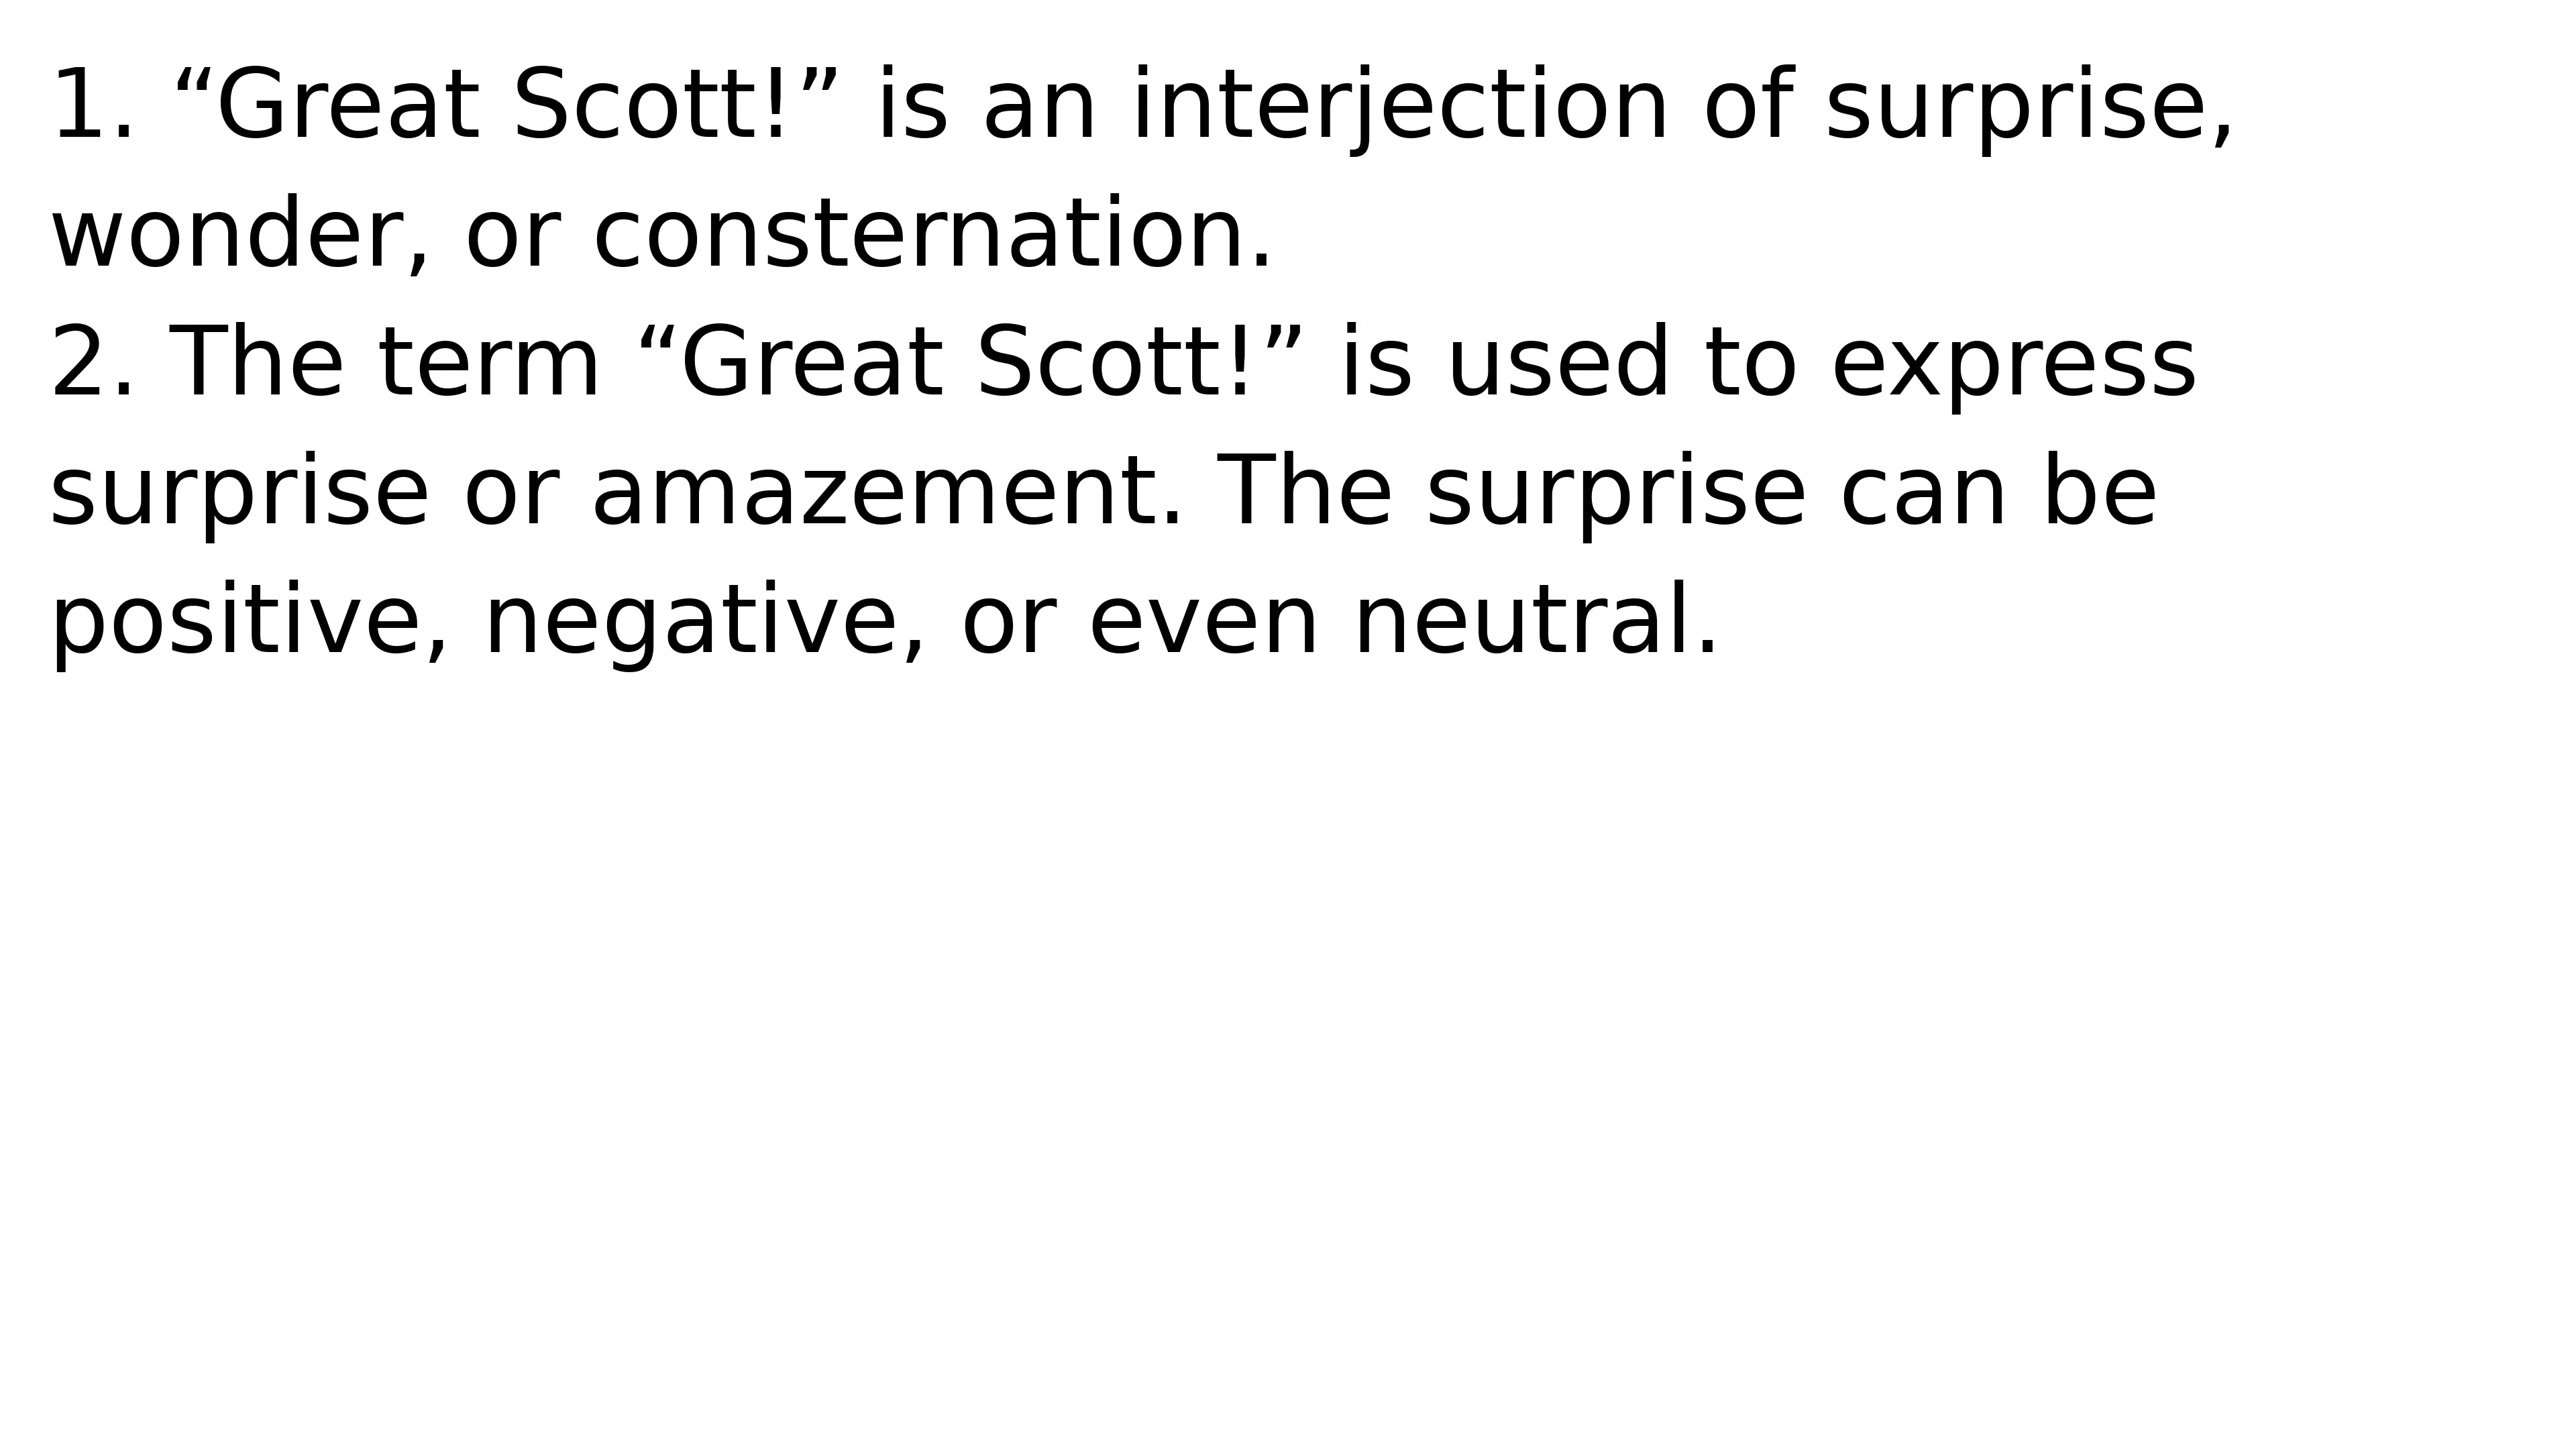 1. “Great Scott!” is an interjection of surprise,
wonder, or consternation.
2. The term “Great Scott!” is used to express
surprise or amazement. The surprise can be
positive, negative, or even neutral.